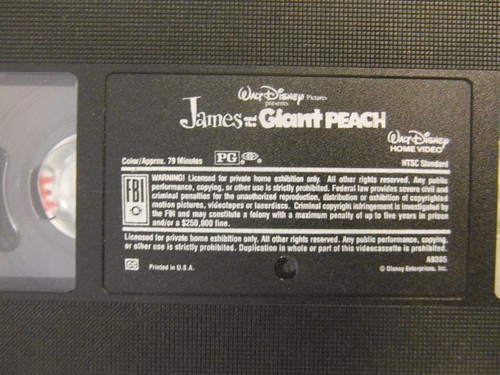 WALT DISNEY Pictures
presents
James and the Giant PEACH
WALT DISNEY
HOME VIDEO
Color/Approx. 79 Minutes PG NTSC Standard
FBI
WARNING! Licensed for private home exhibition only. All other rights reserved. Any public
performance, copying, or other use is strictly prohibited. Federal law provides severe civil and
criminal penalties for the unauthorized reproduction, distribution or exhibition of copyrighted
motion pictures, videotapes or laserdiscs. Criminal copyright infringement is investigated by
the FBI and may constitute a felony with a maximum penalty of up to five years in prison
and/or a $250,000 fine.
Licensed for private home exhibition only. All other rights reserved. Any public performance, copying,
or other use is strictly prohibited. Duplication in whole or part of this videocassette is prohibited.
CC Printed in U.S.A.
© Disney Enterprises, Inc.